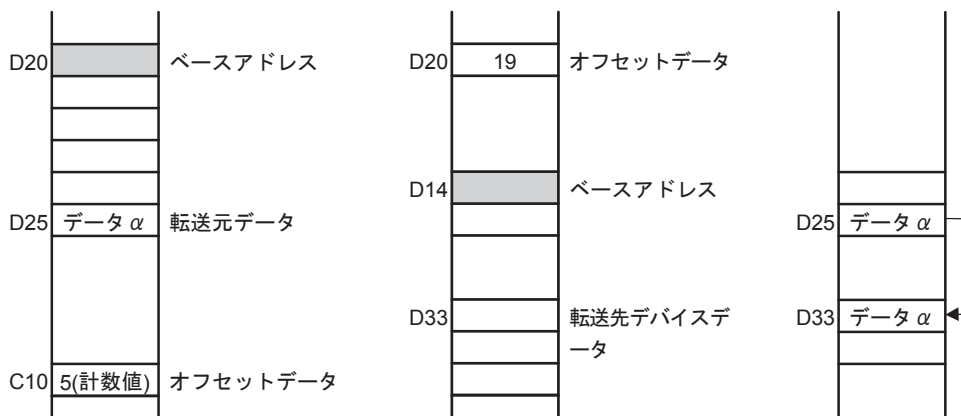 D20 ベースアドレス
D25 データ α 転送元データ
C10 5(計数値) オフセットデータ
D20 19 オフセットデータ
D14 ベースアドレス
D33 転送先デバイスデ
ータ
D25 データ α
D33 データ α